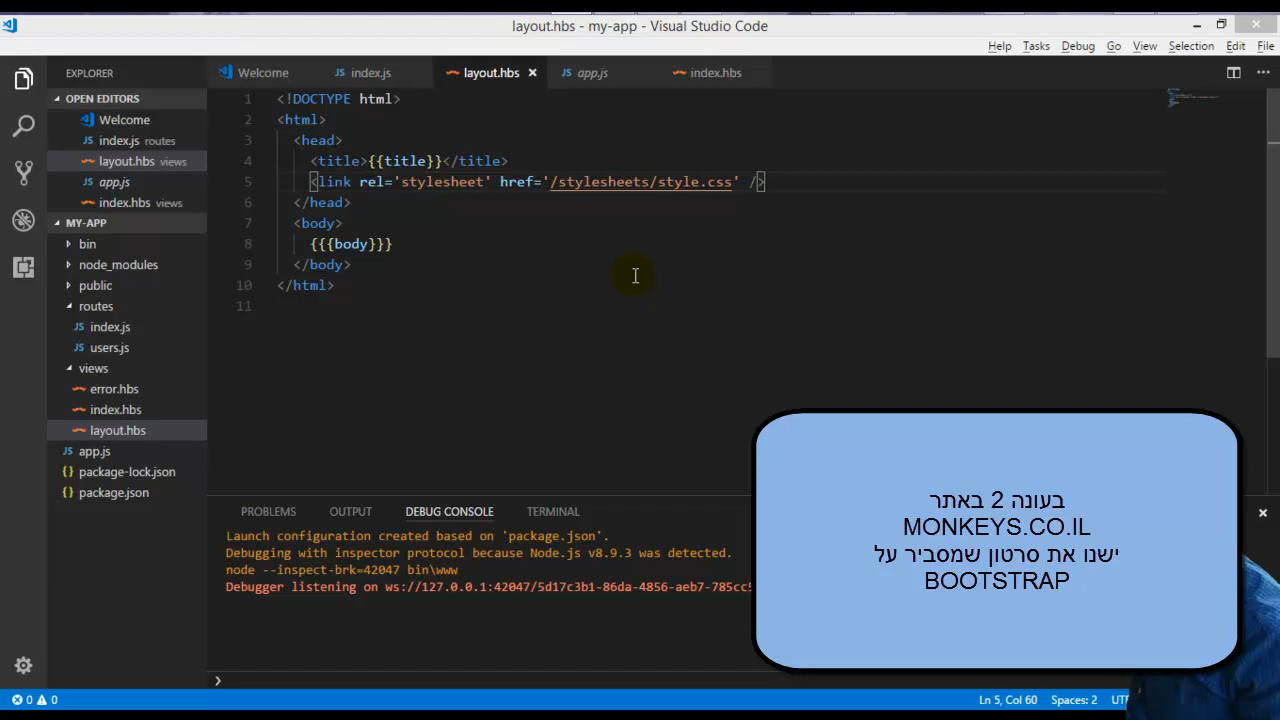 layout.hbs - my-app - Visual Studio Code
Help Tasks Debug Go View Selection Edit File
EXPLORER
Welcome index.js layout.hbs app.js index.hbs
OPEN EDITORS
Welcome
index.js routes
layout.hbs views
app.js
index.hbs views
MY-APP
bin
node_modules
public
routes
index.js
users.js
views
error.hbs
index.hbs
layout.hbs
app.js
package-lock.json
package.json
1 <!DOCTYPE html>
2 <html>
3 <head>
4 <title>{{title}}</title>
5 <link rel='stylesheet' href='/stylesheets/style.css' />
6 </head>
7 <body>
8 {{{body}}}
9 </body>
10 </html>
11
PROBLEMS OUTPUT DEBUG CONSOLE TERMINAL
Launch configuration created based on 'package.json'.
Debugging with inspector protocol because Node.js v8.9.3 was detected.
node --inspect-brk=42047 bin\www
Debugger listening on ws://127.0.0.1:42047/5d17c3b1-86da-4856-aeb7-785cc5
בעונה 2 באתר
MONKEYS.CO.IL
ישנו את סרטון שמסביר על
BOOTSTRAP
0 0 Ln 5, Col 60 Spaces: 2